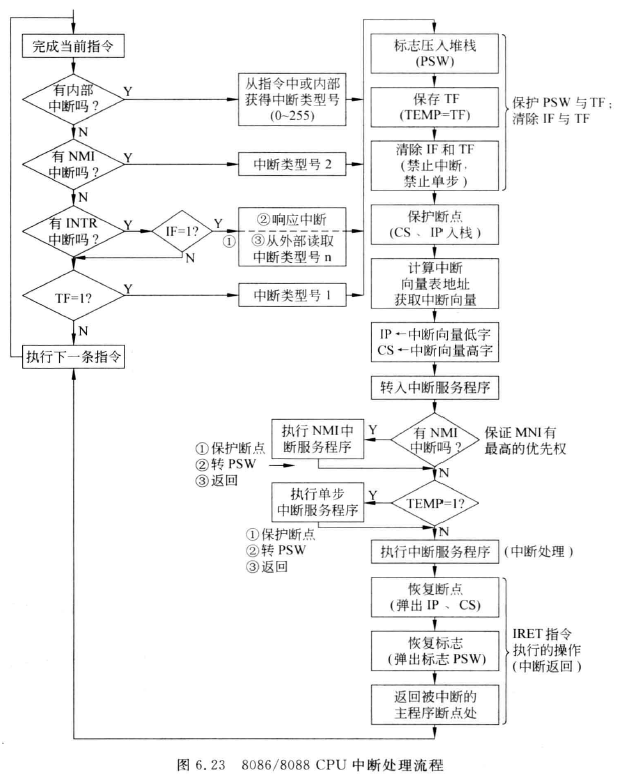 完成当前指令
有内部
中断吗？
Y
N
从指令中或内部
获得中断类型号
(0~255)
有 NMI
中断吗？
Y
N
中断类型号 2
有 INTR
中断吗？
Y
IF=1?
Y
①
N
②响应中断
③从外部读取
中断类型号 n
TF=1?
Y
N
中断类型号 1
执行下一条指令
标志压入堆栈
(PSW)
保存 TF
(TEMP=TF)
清除 IF 和 TF
(禁止中断、
禁止单步)
保护 PSW 与TF；
清除 IF 与 TF
保护断点
(CS、IP 入栈)
计算中断
向量表地址
获取中断向量
IP←中断向量低字
CS←中断向量高字
转入中断服务程序
有 NMI
中断吗？
Y
N
保证 MNI有
最高的优先权
执行 NMI 中
断服务程序
①保护断点
②转 PSW
③返回
TEMP=1?
Y
N
执行单步
中断服务程序
①保护断点
②转 PSW
③返回
执行中断服务程序
(中断处理)
恢复断点
(弹出 IP、CS)
恢复标志
(弹出标志 PSW)
返回被中断的
主程序断点处
IRET 指令
执行的操作
(中断返回)
图 6.23 8086/8088 CPU 中断处理流程